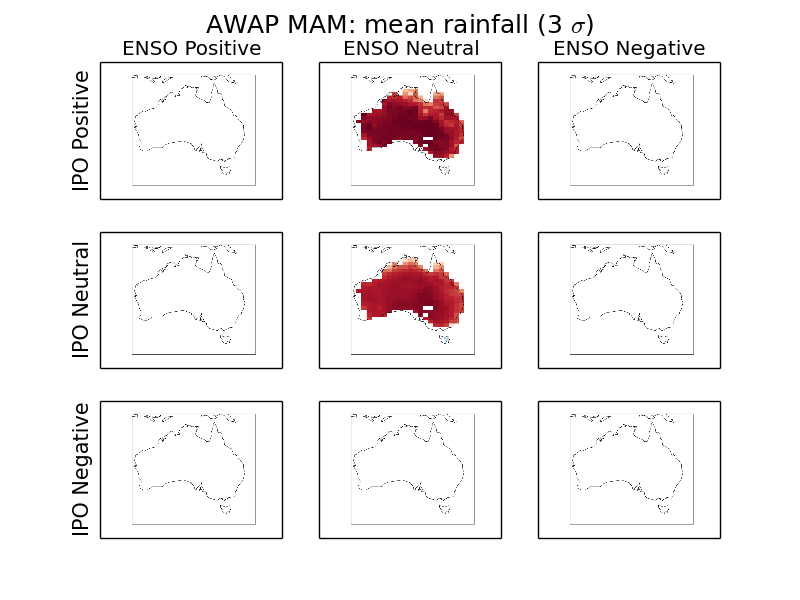 AWAP MAM: mean rainfall (3 σ)
ENSO Positive
ENSO Neutral
ENSO Negative
IPO Positive
IPO Neutral
IPO Negative